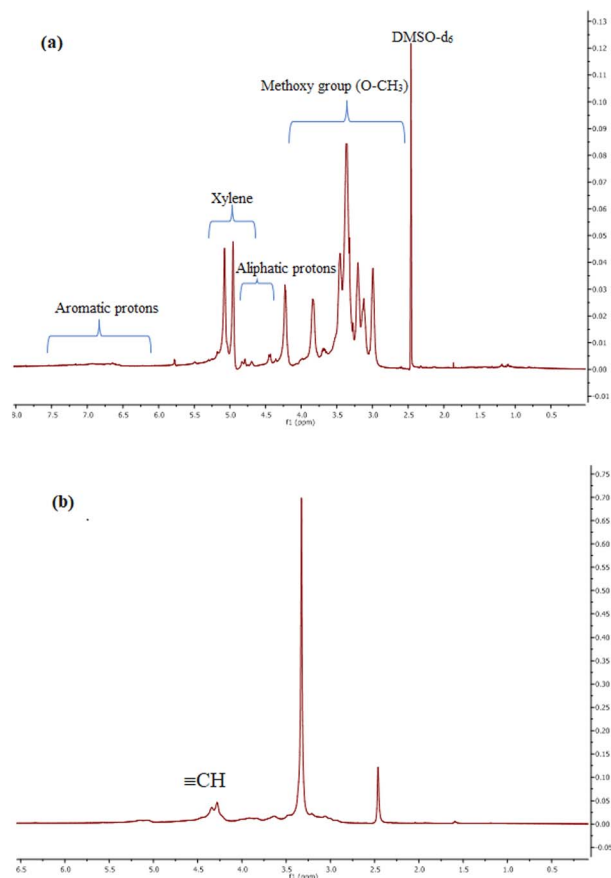 (a)
DMSO-d₆
Methoxy group (O-CH₃)
Xylene
Aliphatic protons
Aromatic protons
0.13
0.12
0.11
0.10
0.09
0.08
0.07
0.06
0.05
0.04
0.03
0.02
0.01
0.00
-0.01
9.0 8.5 8.0 7.5 7.0 6.5 6.0 5.5 5.0 4.5 4.0 3.5 3.0 2.5 2.0 1.5 1.0 0.5
f1 (ppm)
(b)
≡CH
0.75
0.70
0.65
0.60
0.55
0.50
0.45
0.40
0.35
0.30
0.25
0.20
0.15
0.10
0.05
0.00
-0.05
6.5 6.0 5.5 5.0 4.5 4.0 3.5 3.0 2.5 2.0 1.5 1.0 0.5
f1 (ppm)